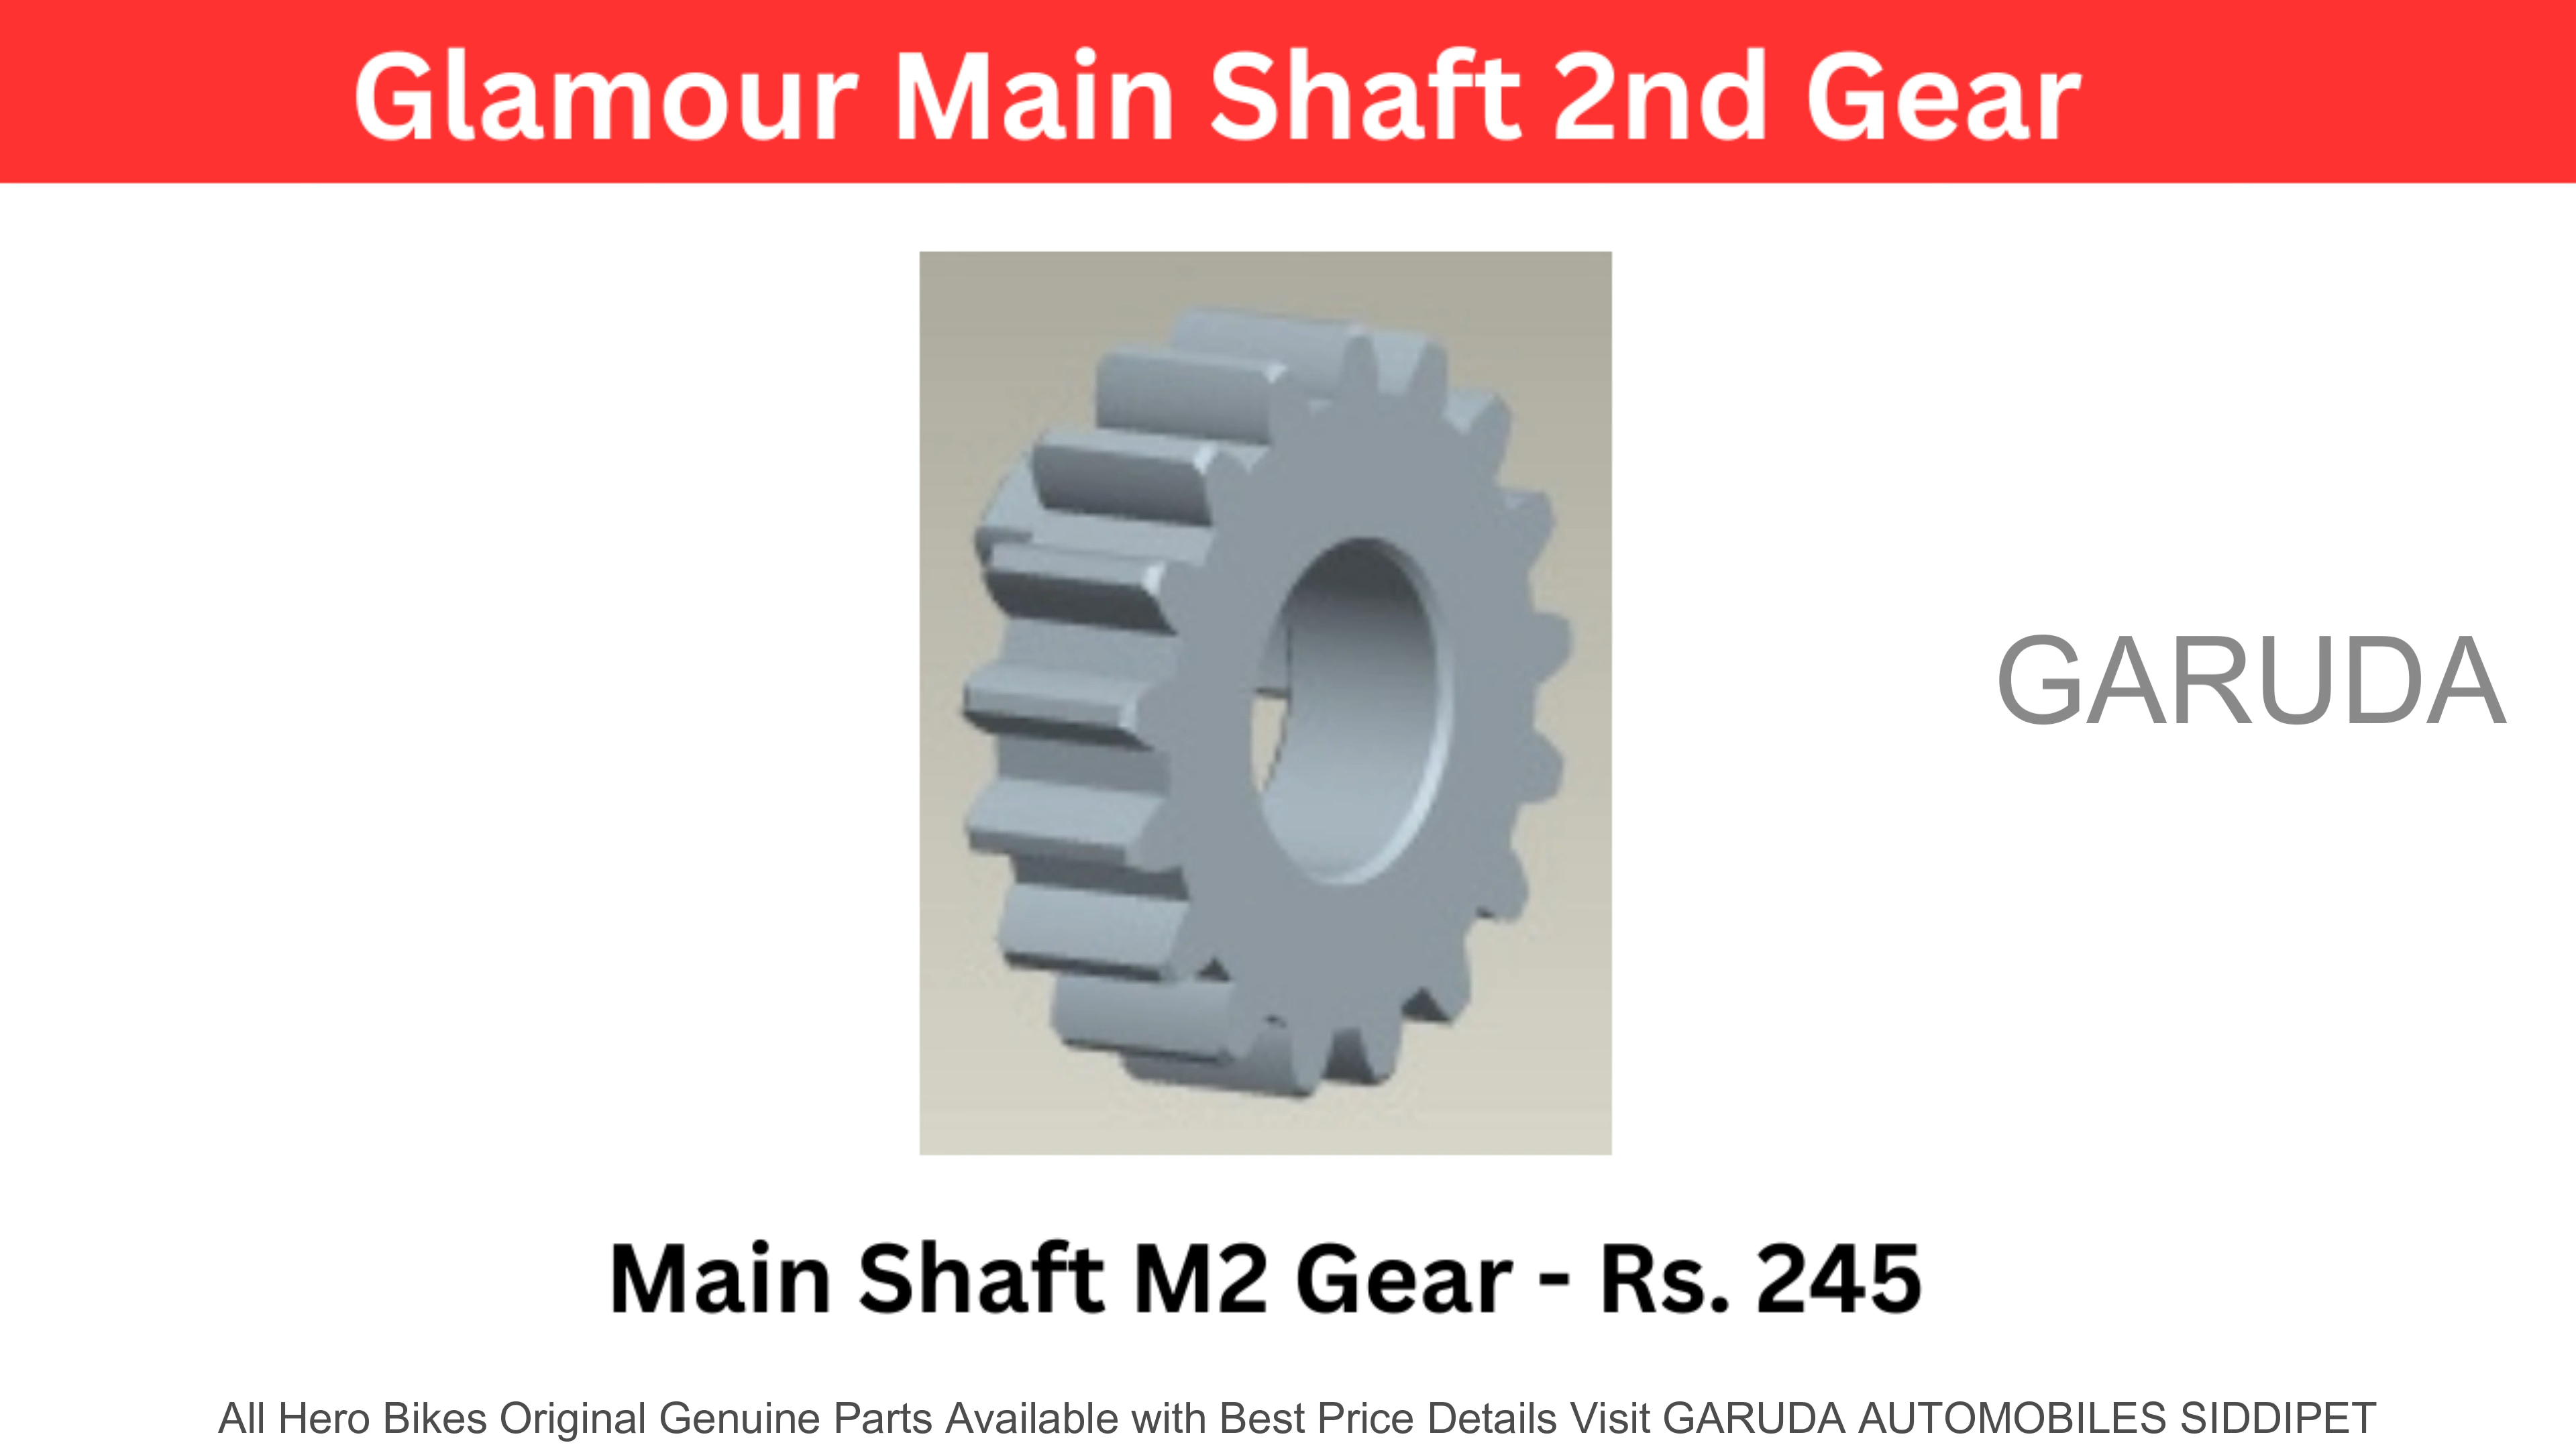 Glamour Main Shaft 2nd Gear
GARUDA
Main Shaft M2 Gear - Rs. 245
All Hero Bikes Original Genuine Parts Available with Best Price Details Visit GARUDA AUTOMOBILES SIDDIPET